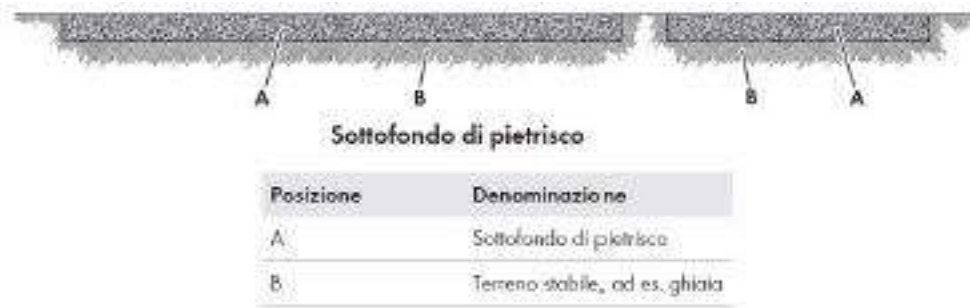 A B B A
Sottofondo di pietrisco
Posizione Denominazione
A Sottofondo di pietrisco
B Terreno stabile, ad es. ghiaia